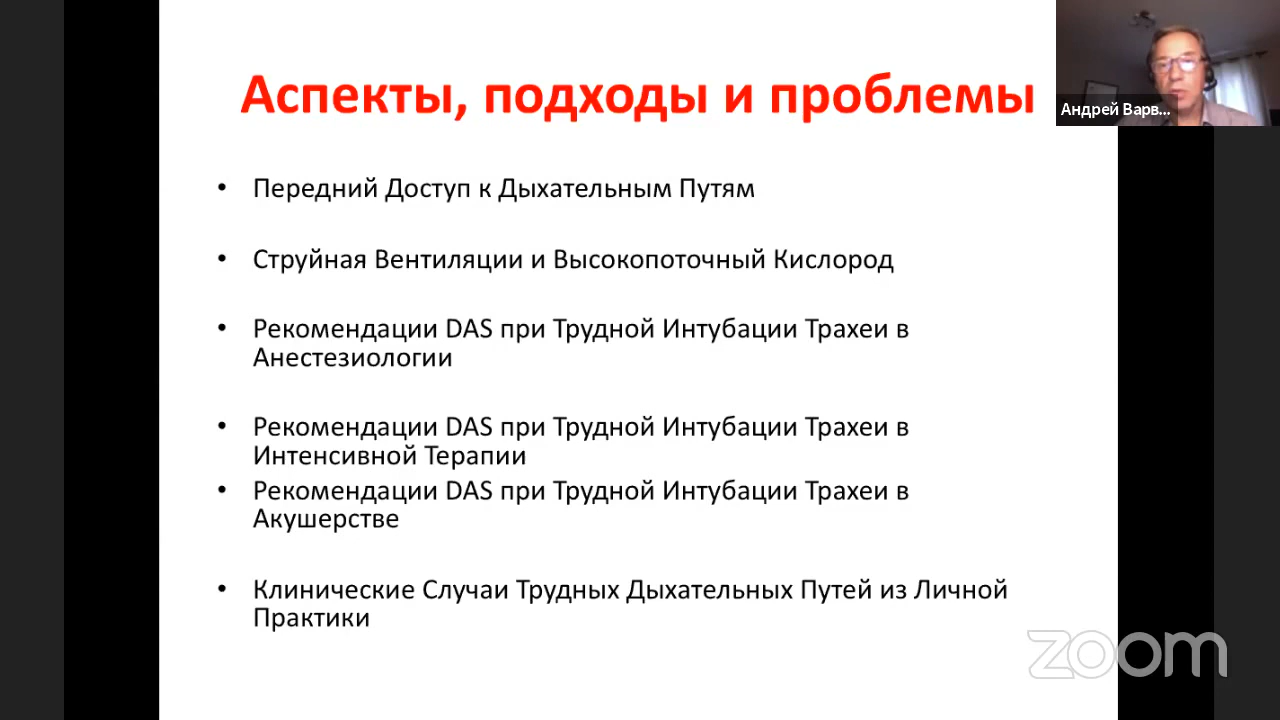 Аспекты, подходы и проблемы
Андрей Варв...
• Передний Доступ к Дыхательным Путям
• Струйная Вентиляции и Высокопоточный Кислород
• Рекомендации DAS при Трудной Интубации Трахеи в
Анестезиологии
• Рекомендации DAS при Трудной Интубации Трахеи в
Интенсивной Терапии
• Рекомендации DAS при Трудной Интубации Трахеи в
Акушерстве
• Клинические Случаи Трудных Дыхательных Путей из Личной
Практики
zoom